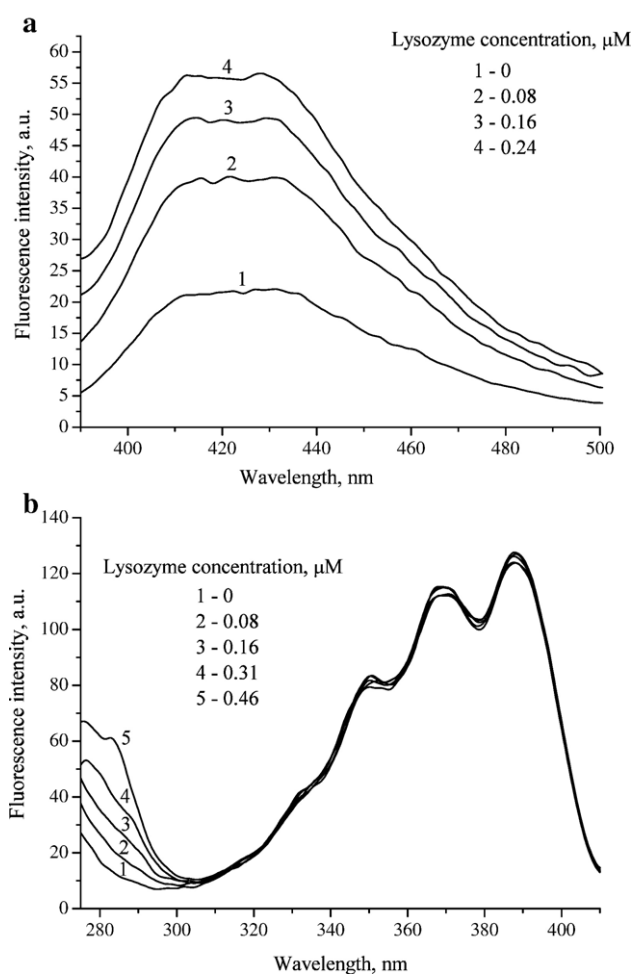 a
Lysozyme concentration, μM
1 - 0
2 - 0.08
3 - 0.16
4 - 0.24
Fluorescence intensity, a.u.
60
55
50
45
40
35
30
25
20
15
10
5
0
4
3
2
1
400 420 440 460 480 500
Wavelength, nm
b
Lysozyme concentration, μM
1 - 0
2 - 0.08
3 - 0.16
4 - 0.31
5 - 0.46
Fluorescence intensity, a.u.
140
120
100
80
60
40
20
0
5
4
3
2
1
280 300 320 340 360 380 400
Wavelength, nm